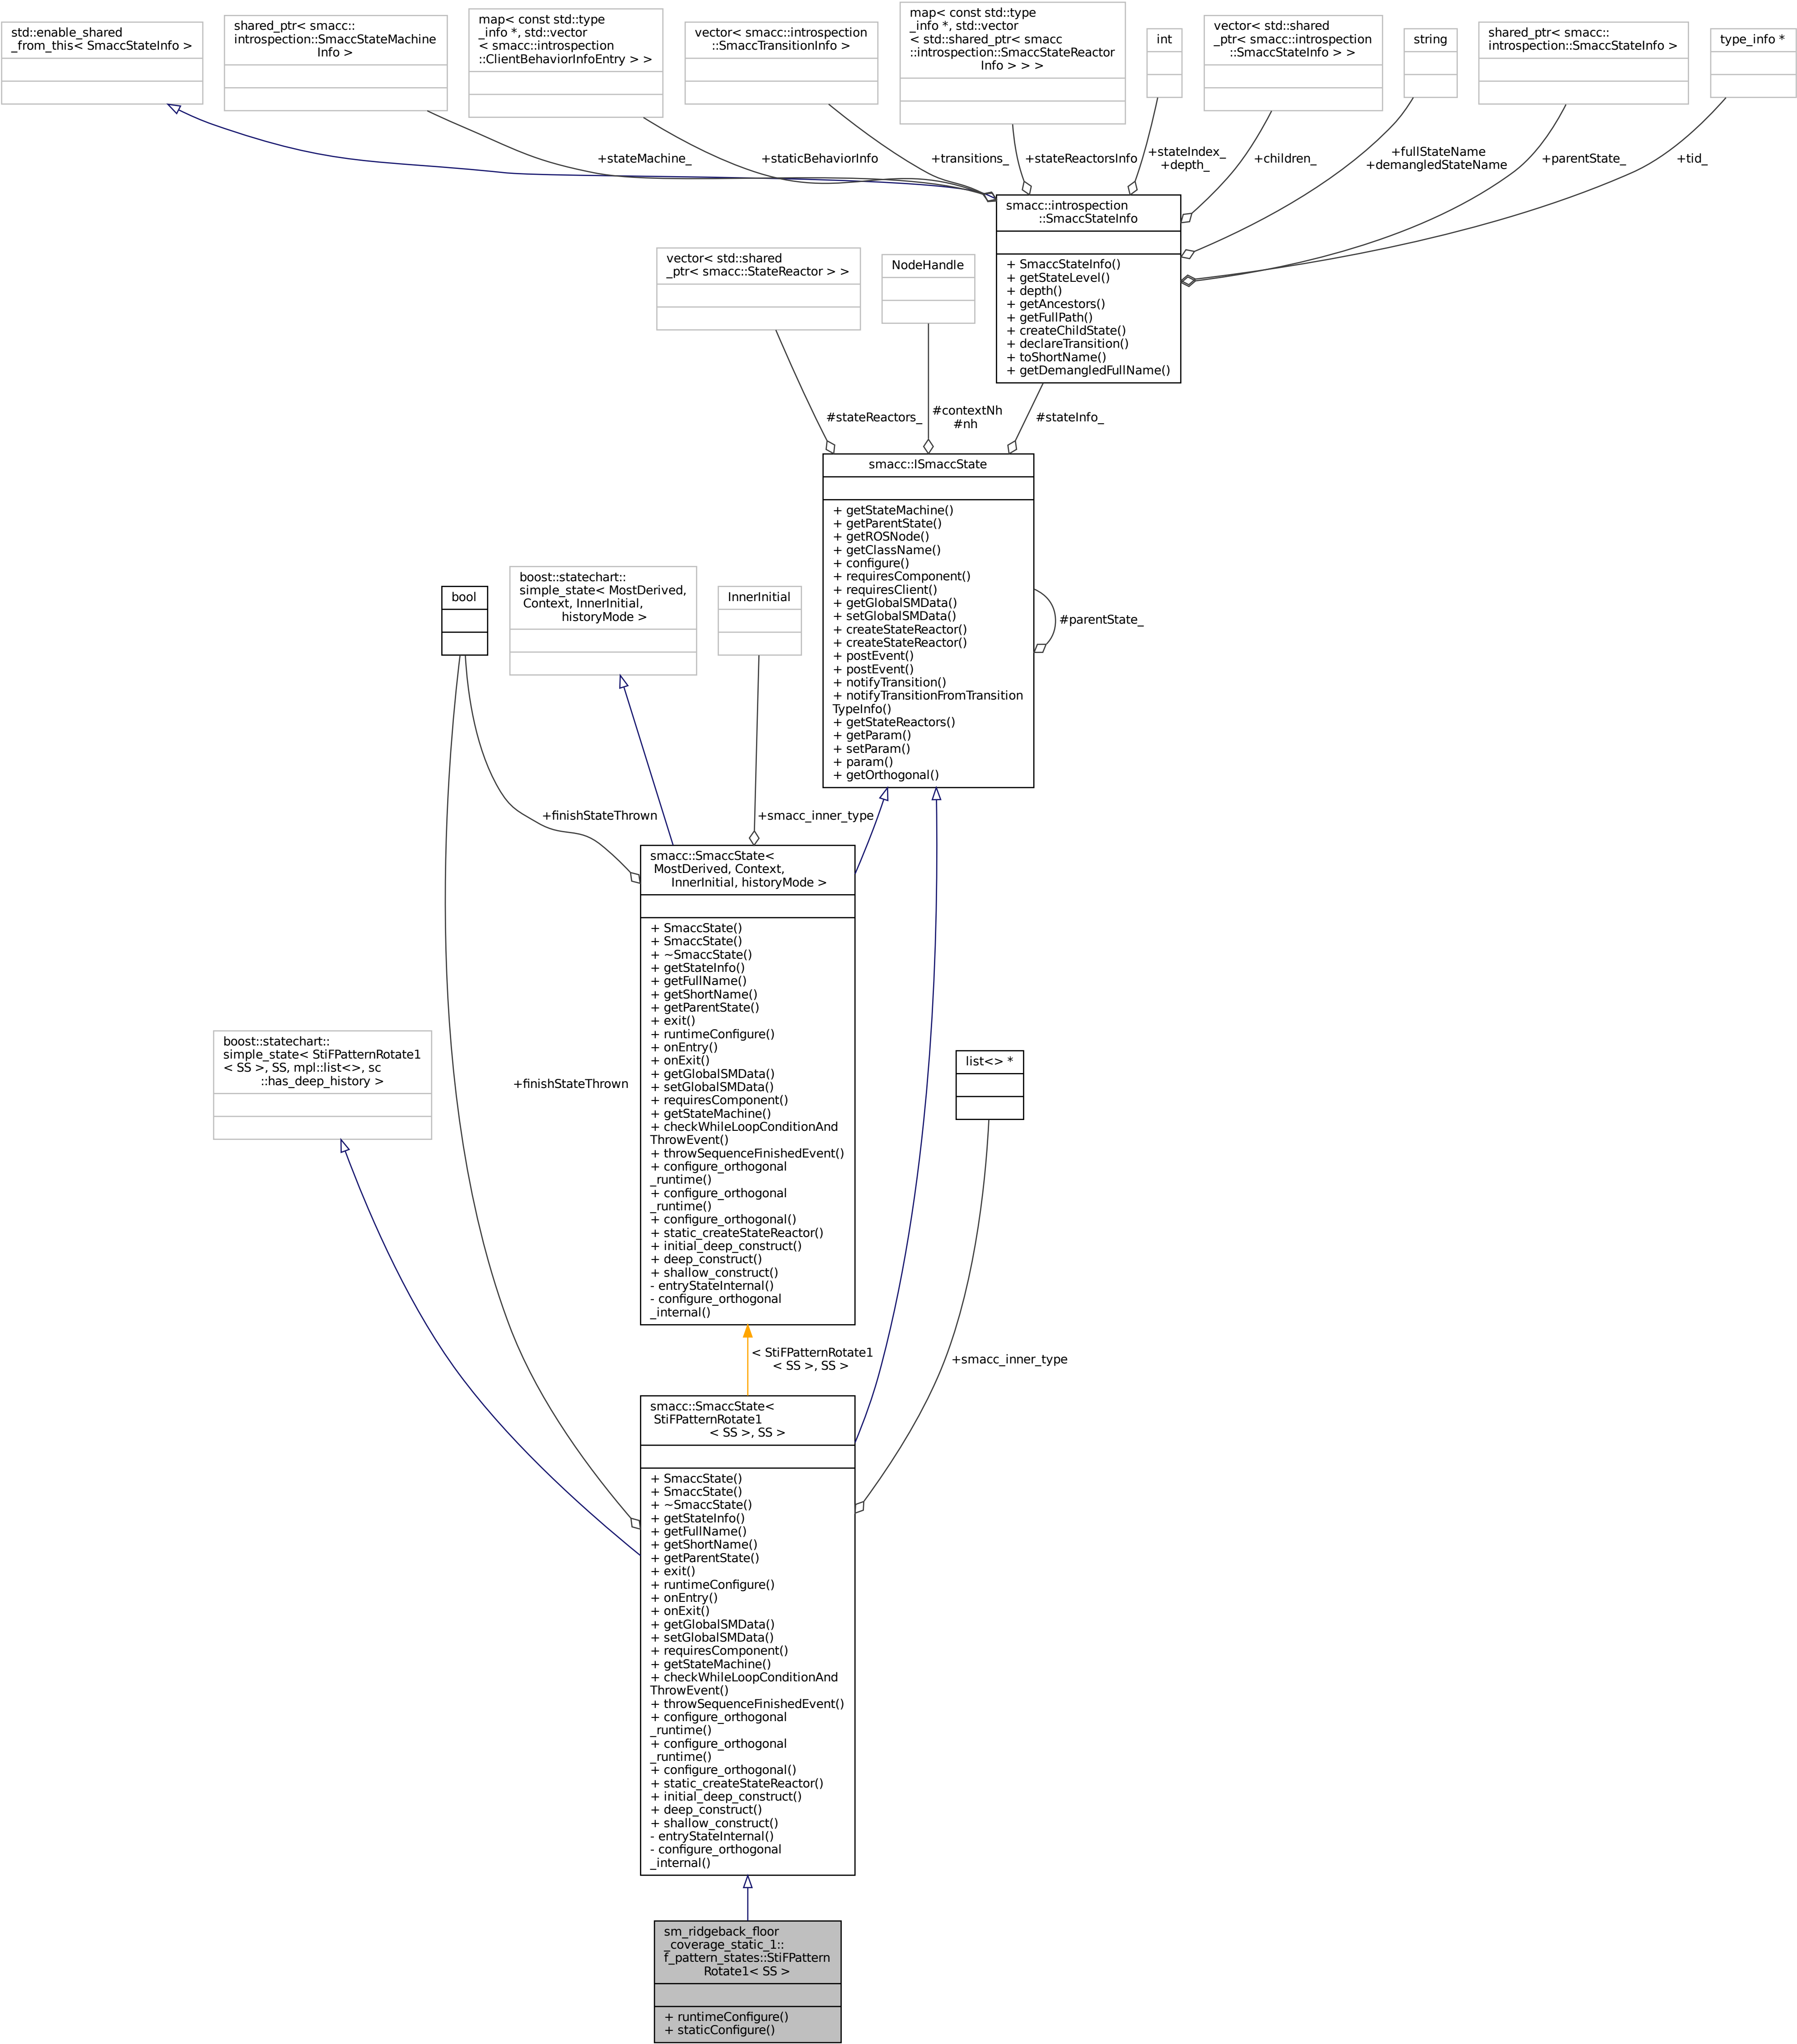 std::enable_shared
_from_this< SmaccStateInfo >
shared_ptr< smacc::
introspection::SmaccStateMachine
Info >
map< const std::type
_info *, std::vector
< smacc::introspection
::ClientBehaviorInfoEntry > >
vector< smacc::introspection
::SmaccTransitionInfo >
map< const std::type
_info *, std::vector
< std::shared_ptr< smacc
::introspection::SmaccStateReactor
Info > > >
int
vector< std::shared
_ptr< smacc::introspection
::SmaccStateInfo > >
string
shared_ptr< smacc::
introspection::SmaccStateInfo >
type_info *
+stateMachine_
+staticBehaviorInfo
+transitions_
+stateReactorsInfo
+stateIndex_
+depth_
+children_
+fullStateName
+demangledStateName
+parentState_
+tid_
smacc::introspection
::SmaccStateInfo
+ SmaccStateInfo()
+ getStateLevel()
+ depth()
+ getAncestors()
+ getFullPath()
+ createChildState()
+ declareTransition()
+ toShortName()
+ getDemangledFullName()
vector< std::shared
_ptr< smacc::StateReactor > >
NodeHandle
#stateReactors_
#contextNh
#nh
#stateInfo_
smacc::ISmaccState
+ getStateMachine()
+ getParentState()
+ getROSNode()
+ getClassName()
+ configure()
+ requiresComponent()
+ requiresClient()
+ getGlobalSMData()
+ setGlobalSMData()
+ createStateReactor()
+ createStateReactor()
+ postEvent()
+ postEvent()
+ notifyTransition()
+ notifyTransitionFromTransition
TypeInfo()
+ getStateReactors()
+ getParam()
+ setParam()
+ param()
+ getOrthogonal()
#parentState_
bool
boost::statechart::
simple_state< MostDerived,
Context, InnerInitial,
historyMode >
InnerInitial
+finishStateThrown
+smacc_inner_type
smacc::SmaccState<
MostDerived, Context,
InnerInitial, historyMode >
+ SmaccState()
+ SmaccState()
+ ~SmaccState()
+ getStateInfo()
+ getFullName()
+ getShortName()
+ getParentState()
+ exit()
+ runtimeConfigure()
+ onEntry()
+ onExit()
+ getGlobalSMData()
+ setGlobalSMData()
+ requiresComponent()
+ getStateMachine()
+ checkWhileLoopConditionAnd
ThrowEvent()
+ throwSequenceFinishedEvent()
+ configure_orthogonal
_runtime()
+ configure_orthogonal
_runtime()
+ configure_orthogonal()
+ static_createStateReactor()
+ initial_deep_construct()
+ deep_construct()
+ shallow_construct()
- entryStateInternal()
- configure_orthogonal
_internal()
boost::statechart::
simple_state< StiFPatternRotate1
< SS >, SS, mpl::list<>, sc
::has_deep_history >
+finishStateThrown
list<> *
< StiFPatternRotate1
< SS >, SS >
+smacc_inner_type
smacc::SmaccState<
StiFPatternRotate1
< SS >, SS >
+ SmaccState()
+ SmaccState()
+ ~SmaccState()
+ getStateInfo()
+ getFullName()
+ getShortName()
+ getParentState()
+ exit()
+ runtimeConfigure()
+ onEntry()
+ onExit()
+ getGlobalSMData()
+ setGlobalSMData()
+ requiresComponent()
+ getStateMachine()
+ checkWhileLoopConditionAnd
ThrowEvent()
+ throwSequenceFinishedEvent()
+ configure_orthogonal
_runtime()
+ configure_orthogonal
_runtime()
+ configure_orthogonal()
+ static_createStateReactor()
+ initial_deep_construct()
+ deep_construct()
+ shallow_construct()
- entryStateInternal()
- configure_orthogonal
_internal()
sm_ridgeback_floor
_coverage_static_1::
f_pattern_states::StiFPattern
Rotate1< SS >
+ runtimeConfigure()
+ staticConfigure()